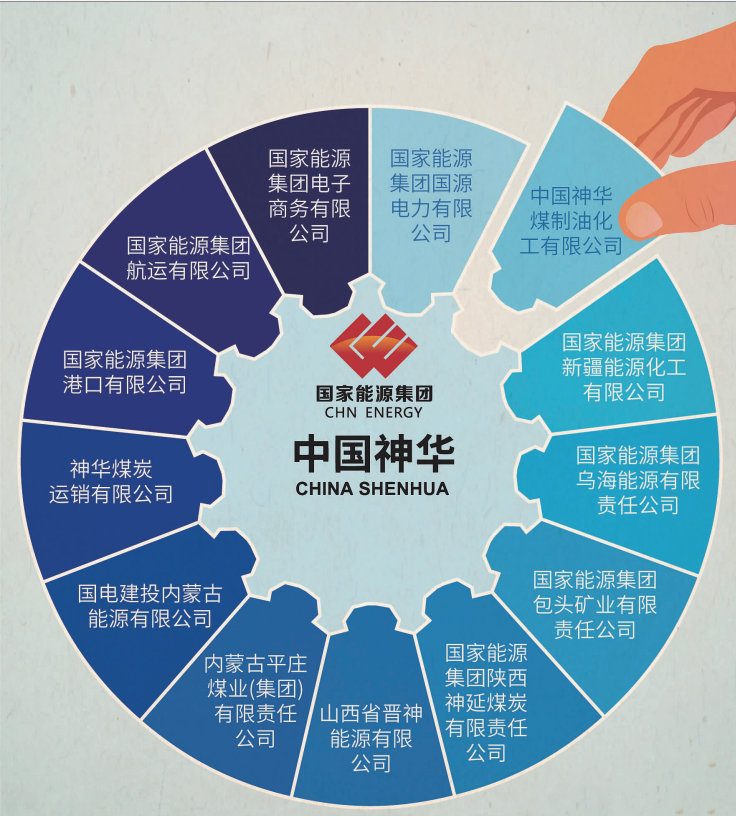 国家能源
集团国源
电力有限
公司
中国神华
煤制油化
工有限公司
国家能源集团
新疆能源化工
有限公司
国家能源集团
乌海能源有限
责任公司
国家能源集团
包头矿业有限
责任公司
国家能源
集团陕西
神延煤炭
有限责任
公司
山西省晋神
能源有限
公司
内蒙古平庄
煤业(集团)
有限责任
公司
国电建投内蒙古
能源有限公司
神华煤炭
运销有限公司
国家能源集团
港口有限公司
国家能源集团
航运有限公司
国家能源
集团电子
商务有限
公司
国家能源集团
CHN ENERGY
中国神华
CHINA SHENHUA